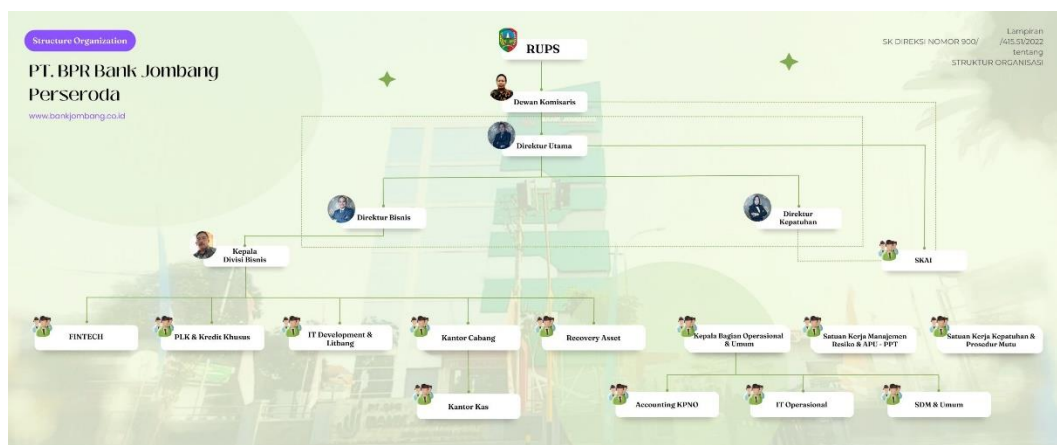 Structure Organization
PT. BPR Bank Jombang
Perseroda
www.bankjombang.co.id
Lampiran
SK DIREKSI NOMOR 900/ /415.51/2022
tentang
STRUKTUR ORGANISASI
RUPS
Dewan Komisaris
Direktur Utama
Direktur Bisnis
Direktur
Kepatuhan
Kepala
Divisi Bisnis
SKAI
FINTECH
PLK & Kredit Khusus
IT Development &
Litbang
Kantor Cabang
Recovery Asset
Kepala Bagian Operasional
& Umum
Satuan Kerja Manajemen
Resiko & APU - PPT
Satuan Kerja Kepatuhan &
Prosedur Mutu
Kantor Kas
Accounting KPNO
IT Operasional
SDM & Umum